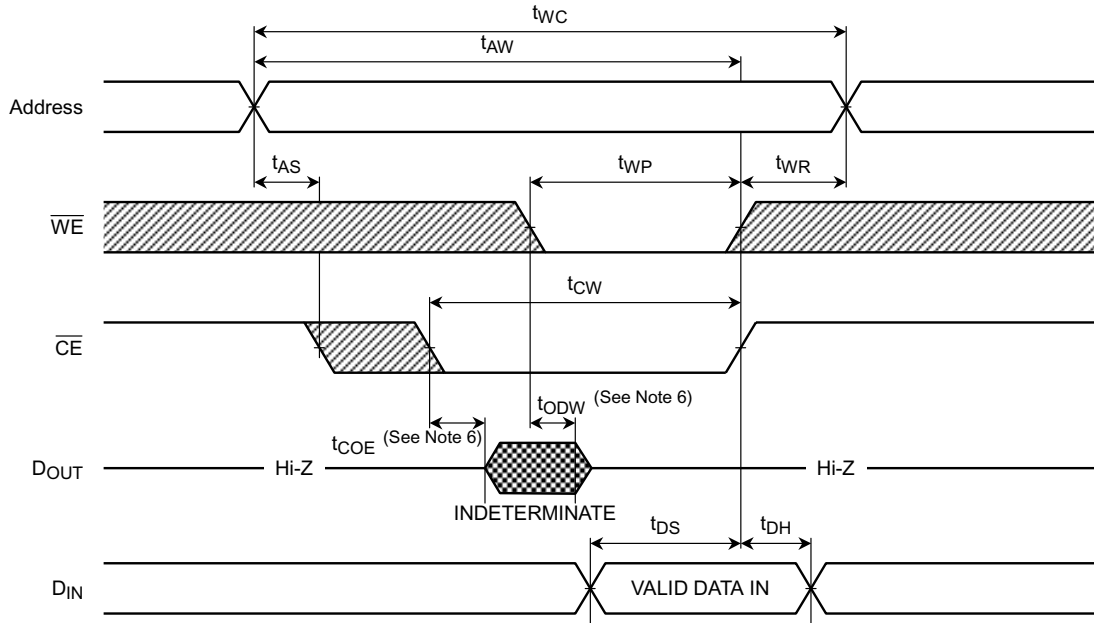 tWC
tAW
Address
tAS
tWP
tWR
WE
tCW
CE
tODW (See Note 6)
tCOE (See Note 6)
DOUT
Hi-Z
Hi-Z
INDETERMINATE
tDS
tDH
DIN
VALID DATA IN